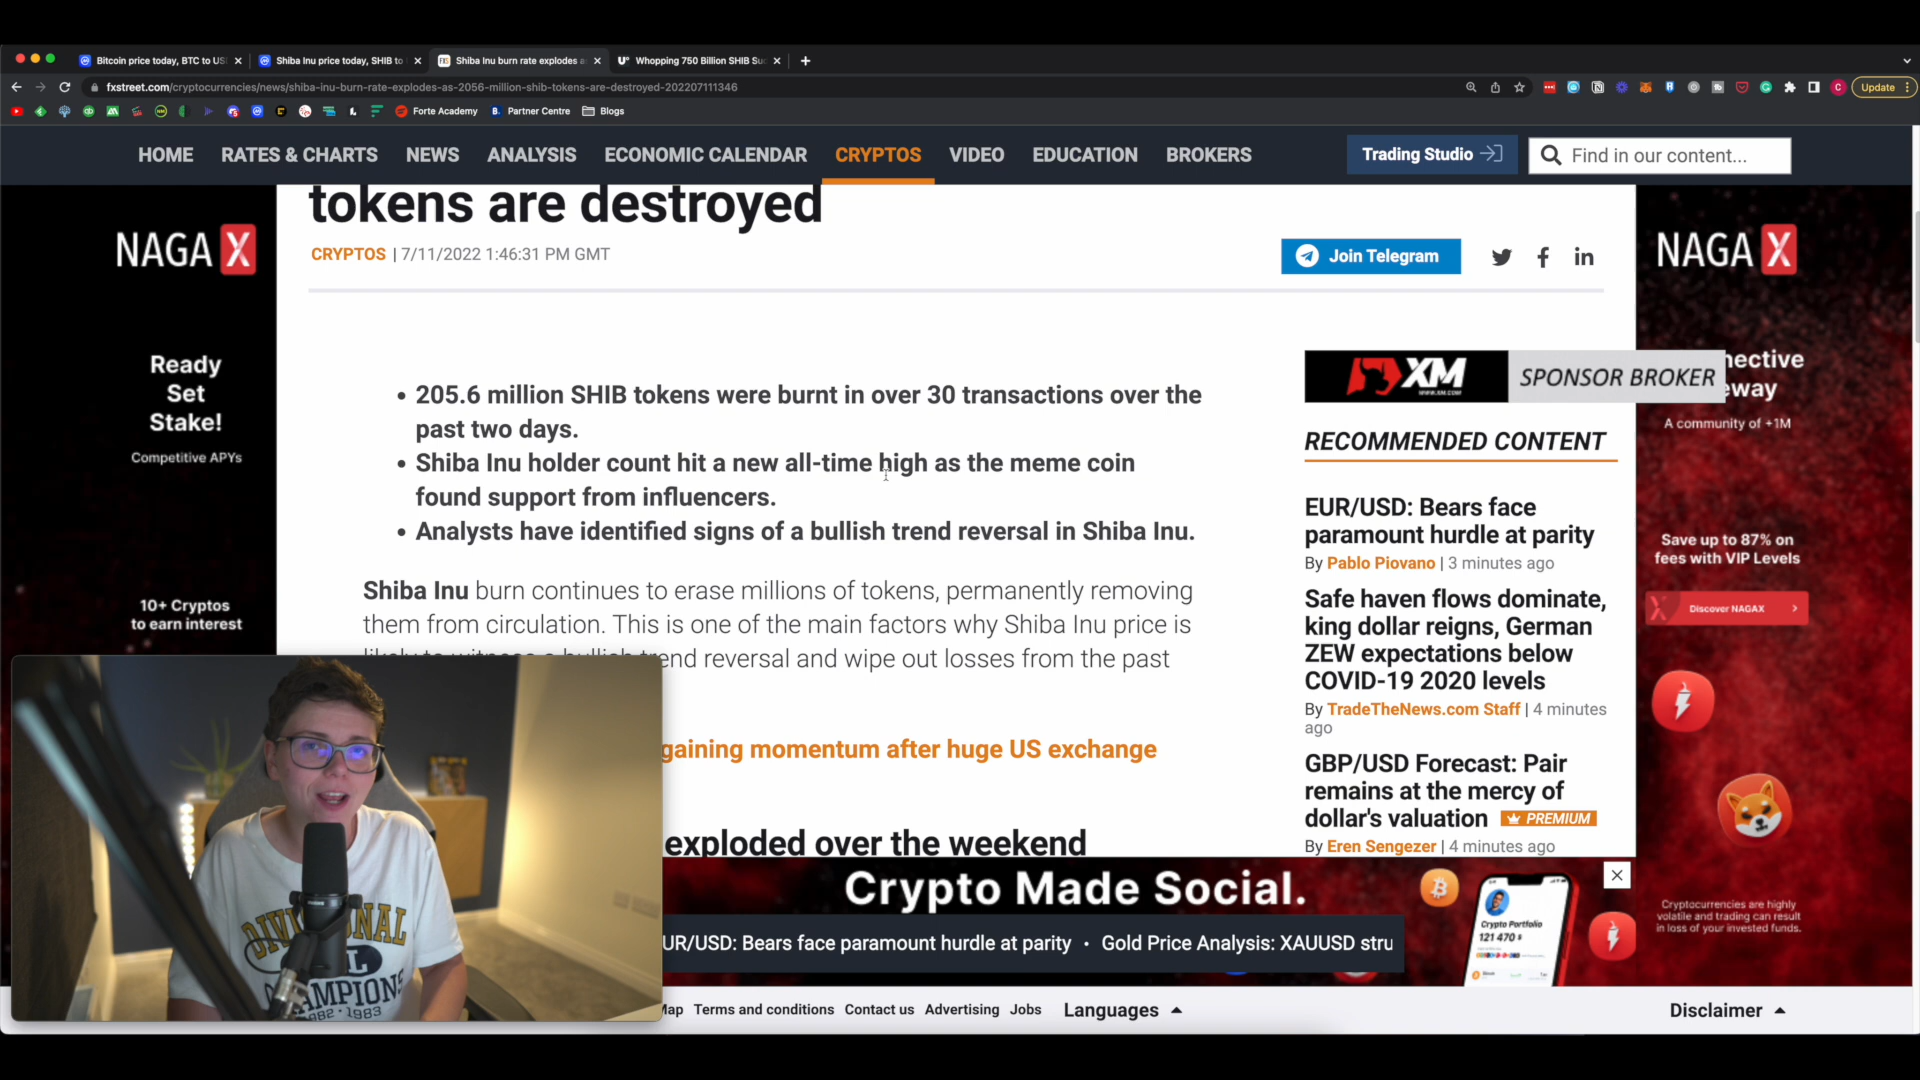 Bitcoin price today, BTC to US
Shiba Inu price today, SHIB to
Shiba Inu burn rate explodes a
Whopping 750 Billion SHIB Su
fxstreet.com/cryptocurrencies/news/shiba-inu-burn-rate-explodes-as-2056-million-shib-tokens-are-destroyed-202207111346
Update
Forte Academy
Partner Centre
Blogs
HOME RATES & CHARTS NEWS ANALYSIS ECONOMIC CALENDAR CRYPTOS VIDEO EDUCATION BROKERS
Trading Studio
Find in our content...
tokens are destroyed
CRYPTOS | 7/11/2022 1:46:31 PM GMT
Join Telegram
NAGA X
Ready
Set
Stake!
Competitive APYs
10+ Cryptos
to earn interest
• 205.6 million SHIB tokens were burnt in over 30 transactions over the
past two days.
• Shiba Inu holder count hit a new all-time high as the meme coin
found support from influencers.
• Analysts have identified signs of a bullish trend reversal in Shiba Inu.
Shiba Inu burn continues to erase millions of tokens, permanently removing
them from circulation. This is one of the main factors why Shiba Inu price is
end reversal and wipe out losses from the past
gaining momentum after huge US exchange
exploded over the weekend
XM
WWW.XM.COM
SPONSOR BROKER
RECOMMENDED CONTENT
EUR/USD: Bears face
paramount hurdle at parity
By Pablo Piovano | 3 minutes ago
Safe haven flows dominate,
king dollar reigns, German
ZEW expectations below
COVID-19 2020 levels
By TradeTheNews.com Staff | 4 minutes
ago
GBP/USD Forecast: Pair
remains at the mercy of
dollar's valuation PREMIUM
By Eren Sengezer | 4 minutes ago
NAGA X
nective
way
A community of +1M
Save up to 87% on
fees with VIP Levels
Discover NAGAX
Cryptocurrencies are highly
volatile and trading can result
in loss of your invested funds.
Crypto Made Social.
Crypto Portfolio
121 470 $
UR/USD: Bears face paramount hurdle at parity • Gold Price Analysis: XAUUSD stru
Map Terms and conditions Contact us Advertising Jobs Languages
Disclaimer
DIVISIONAL
CHAMPIONS
1982 · 1983